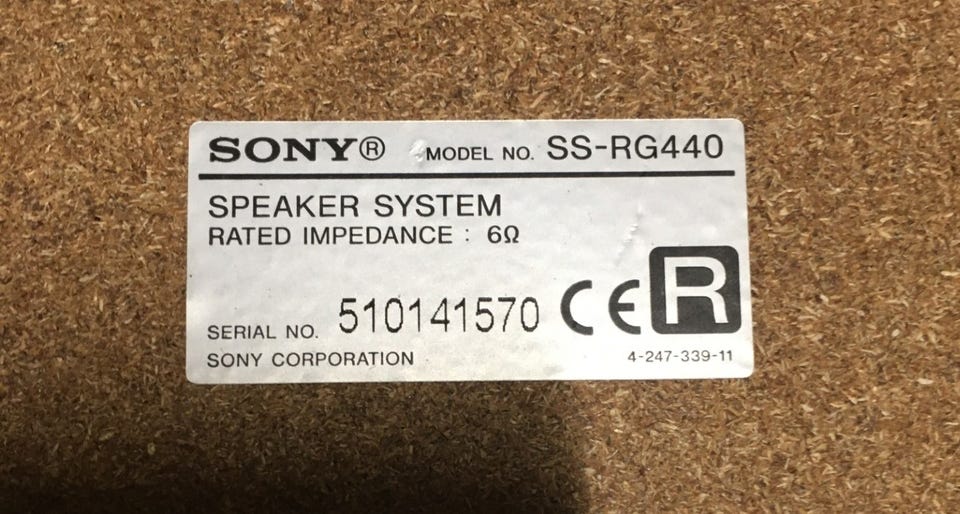 SONY® MODEL NO. SS-RG440
SPEAKER SYSTEM
RATED IMPEDANCE : 6Ω
SERIAL NO. 510141570 CE R
SONY CORPORATION 4-247-339-11